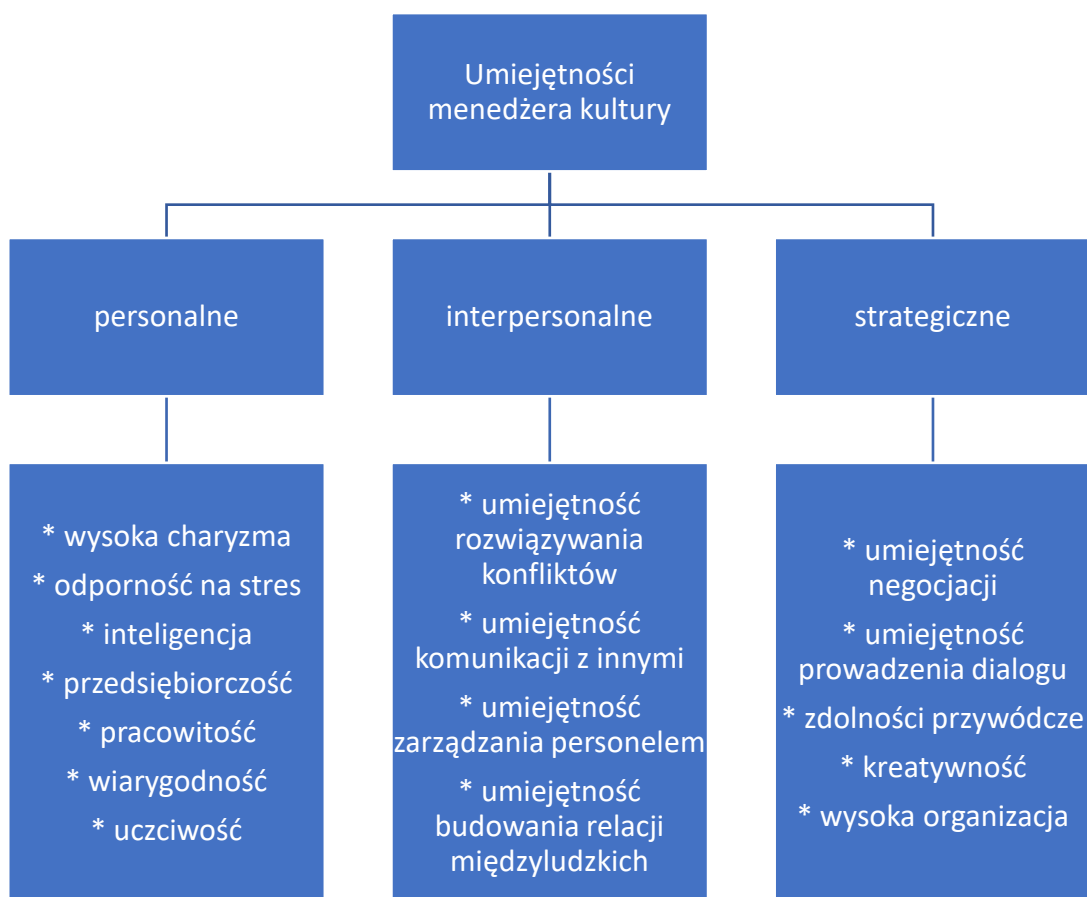 Umiejętności
menedżera kultury
personalne
interpersonalne
strategiczne
* wysoka charyzma
* odporność na stres
* inteligencja
* przedsiębiorczość
* pracowitość
* wiarygodność
* uczciwość
* umiejętność
rozwiązywania
konfliktów
* umiejętność
komunikacji z innymi
* umiejętność
zarządzania personelem
* umiejętność
budowania relacji
międzyludzkich
* umiejętność
negocjacji
* umiejętność
prowadzenia dialogu
* zdolności przywódcze
* kreatywność
* wysoka organizacja